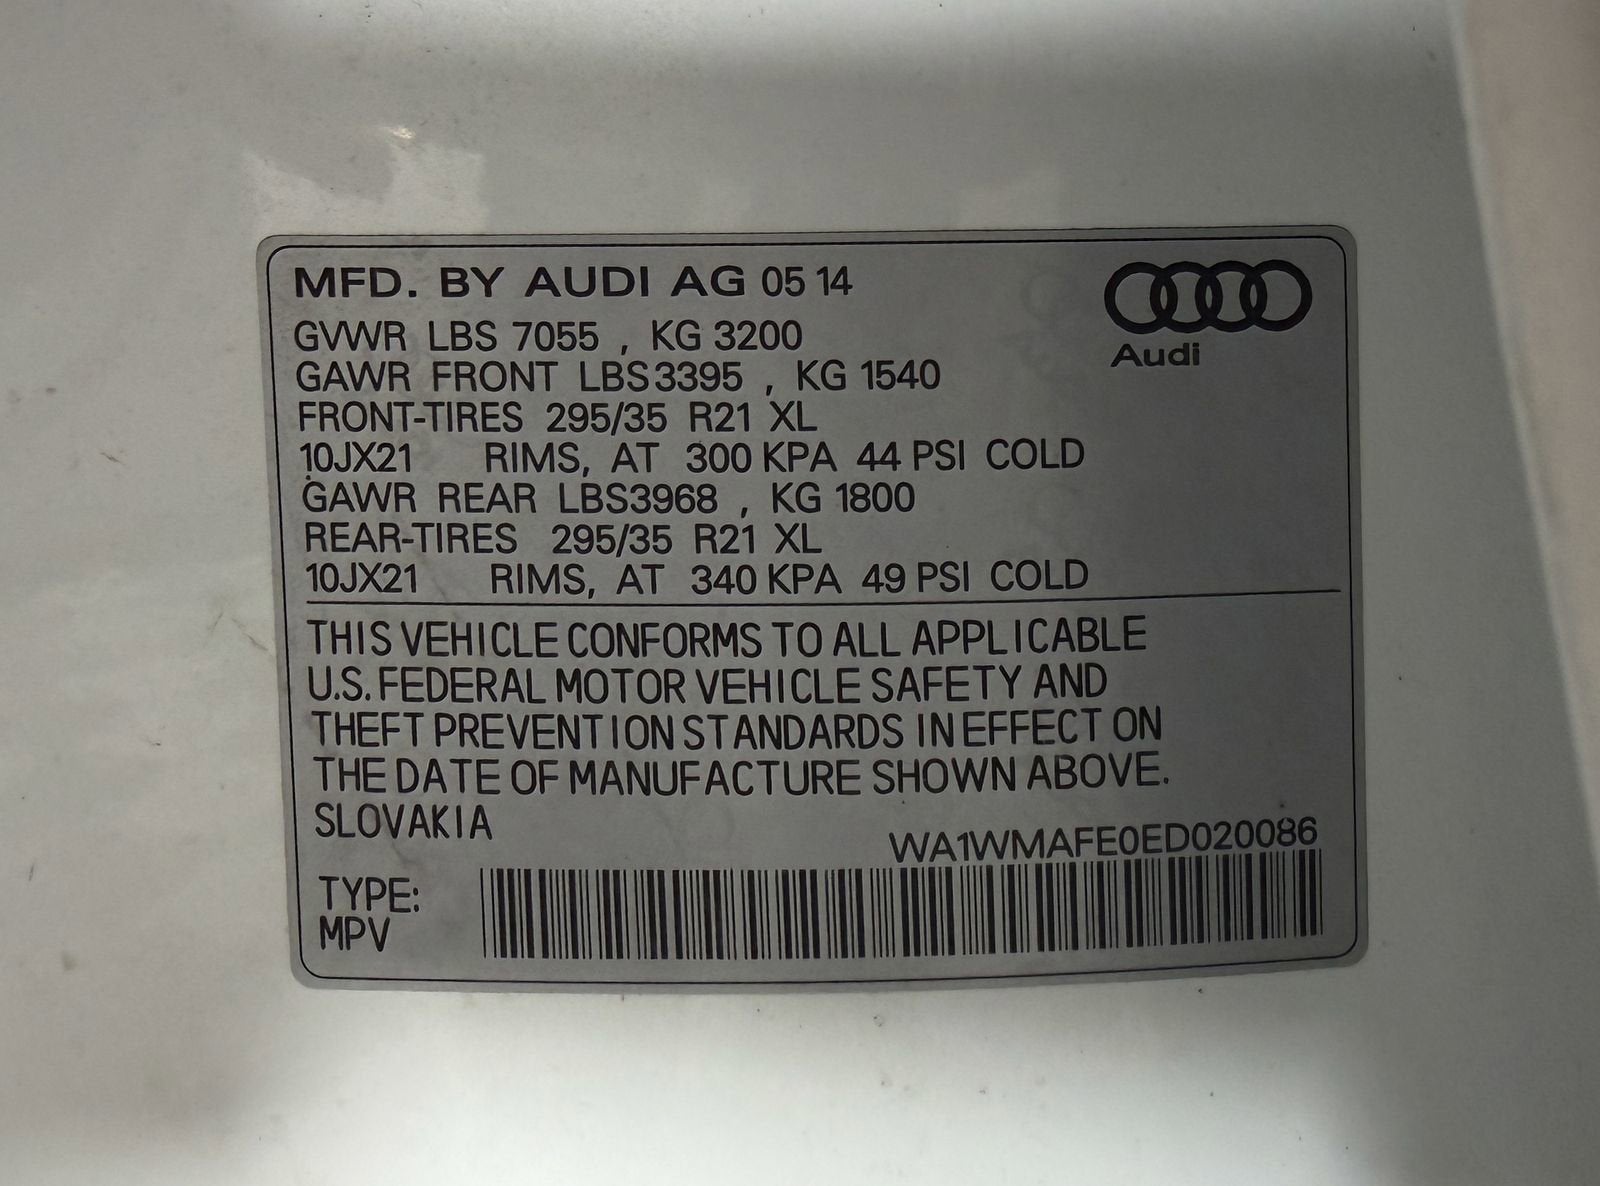 MFD. BY AUDI AG 05 14
GVWR LBS 7055 , KG 3200
GAWR FRONT LBS3395 , KG 1540
FRONT-TIRES 295/35 R21 XL
10JX21 RIMS, AT 300 KPA 44 PSI COLD
GAWR REAR LBS3968 , KG 1800
REAR-TIRES 295/35 R21 XL
10JX21 RIMS, AT 340 KPA 49 PSI COLD
Audi
THIS VEHICLE CONFORMS TO ALL APPLICABLE
U.S. FEDERAL MOTOR VEHICLE SAFETY AND
THEFT PREVENTION STANDARDS IN EFFECT ON
THE DATE OF MANUFACTURE SHOWN ABOVE.
SLOVAKIA
WA1WMAFE0ED020086
TYPE:
MPV